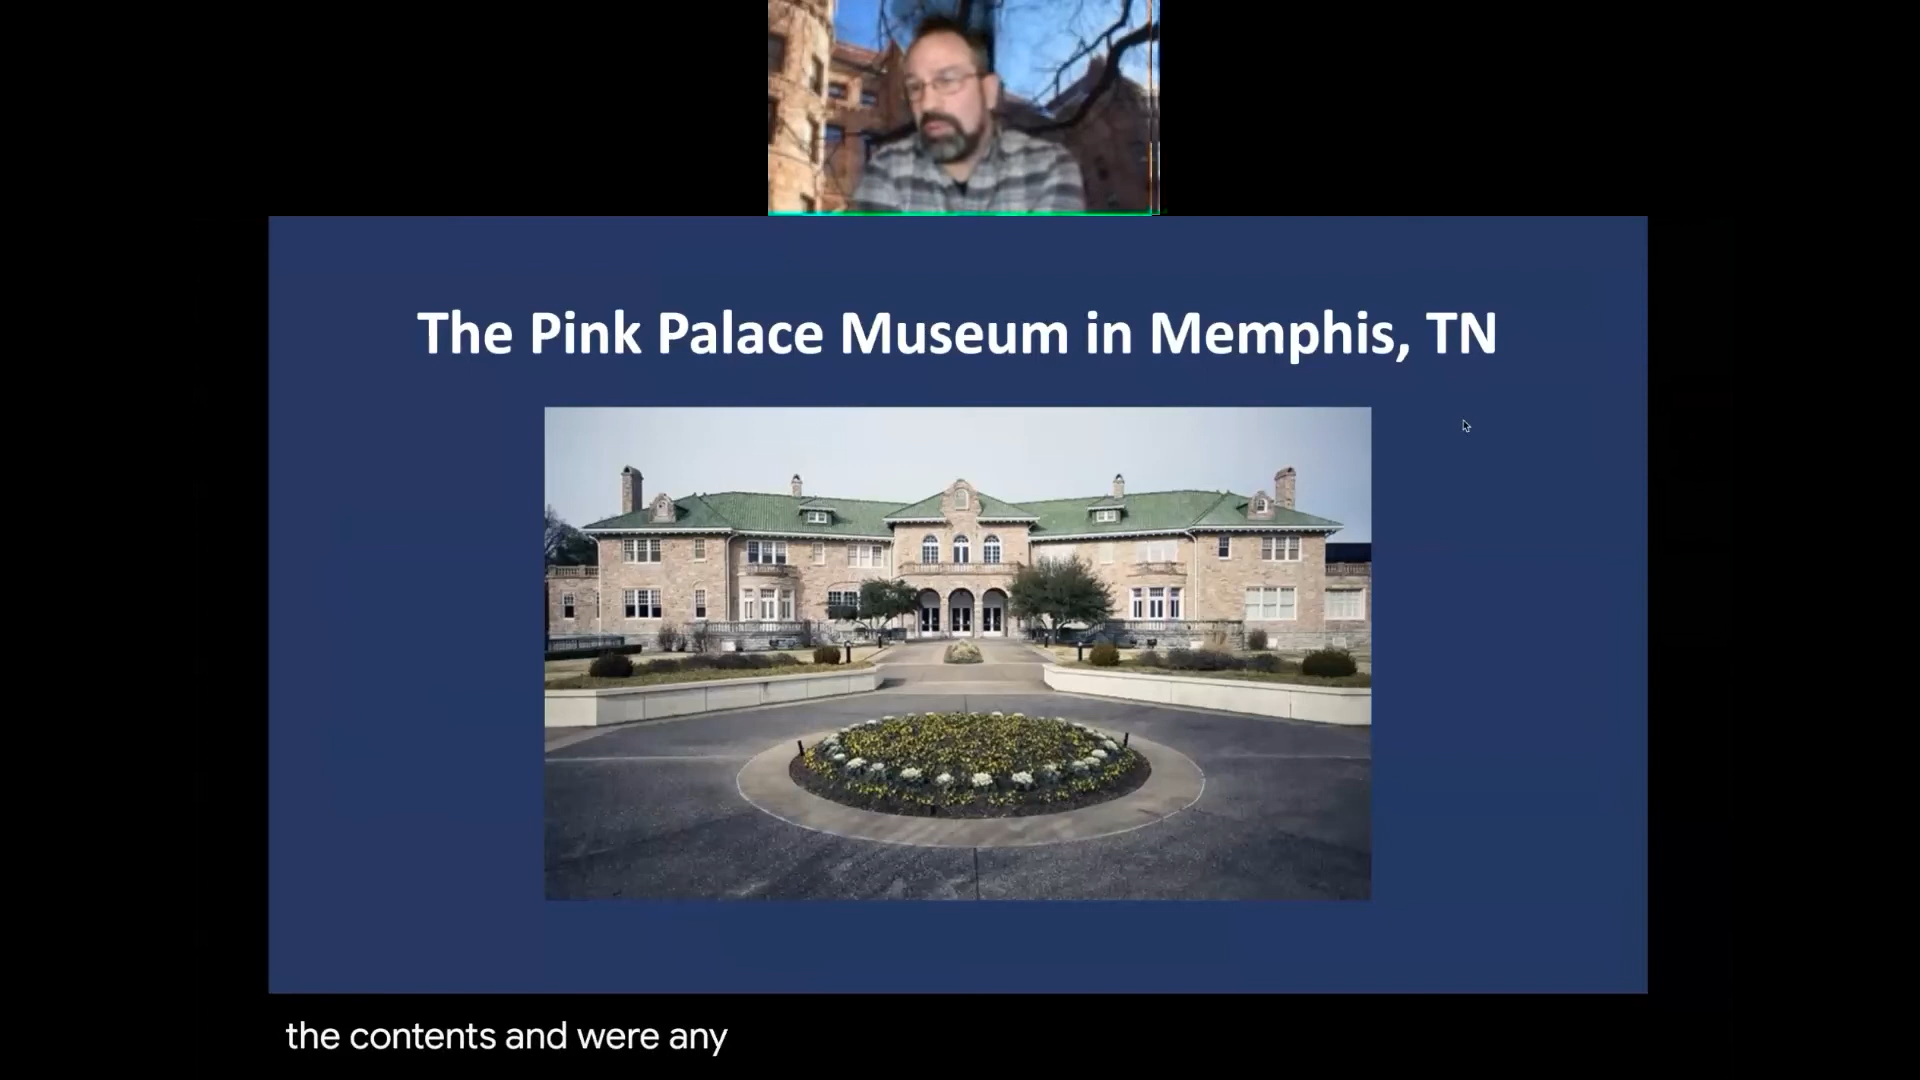 The Pink Palace Museum in Memphis, TN
the contents and were any